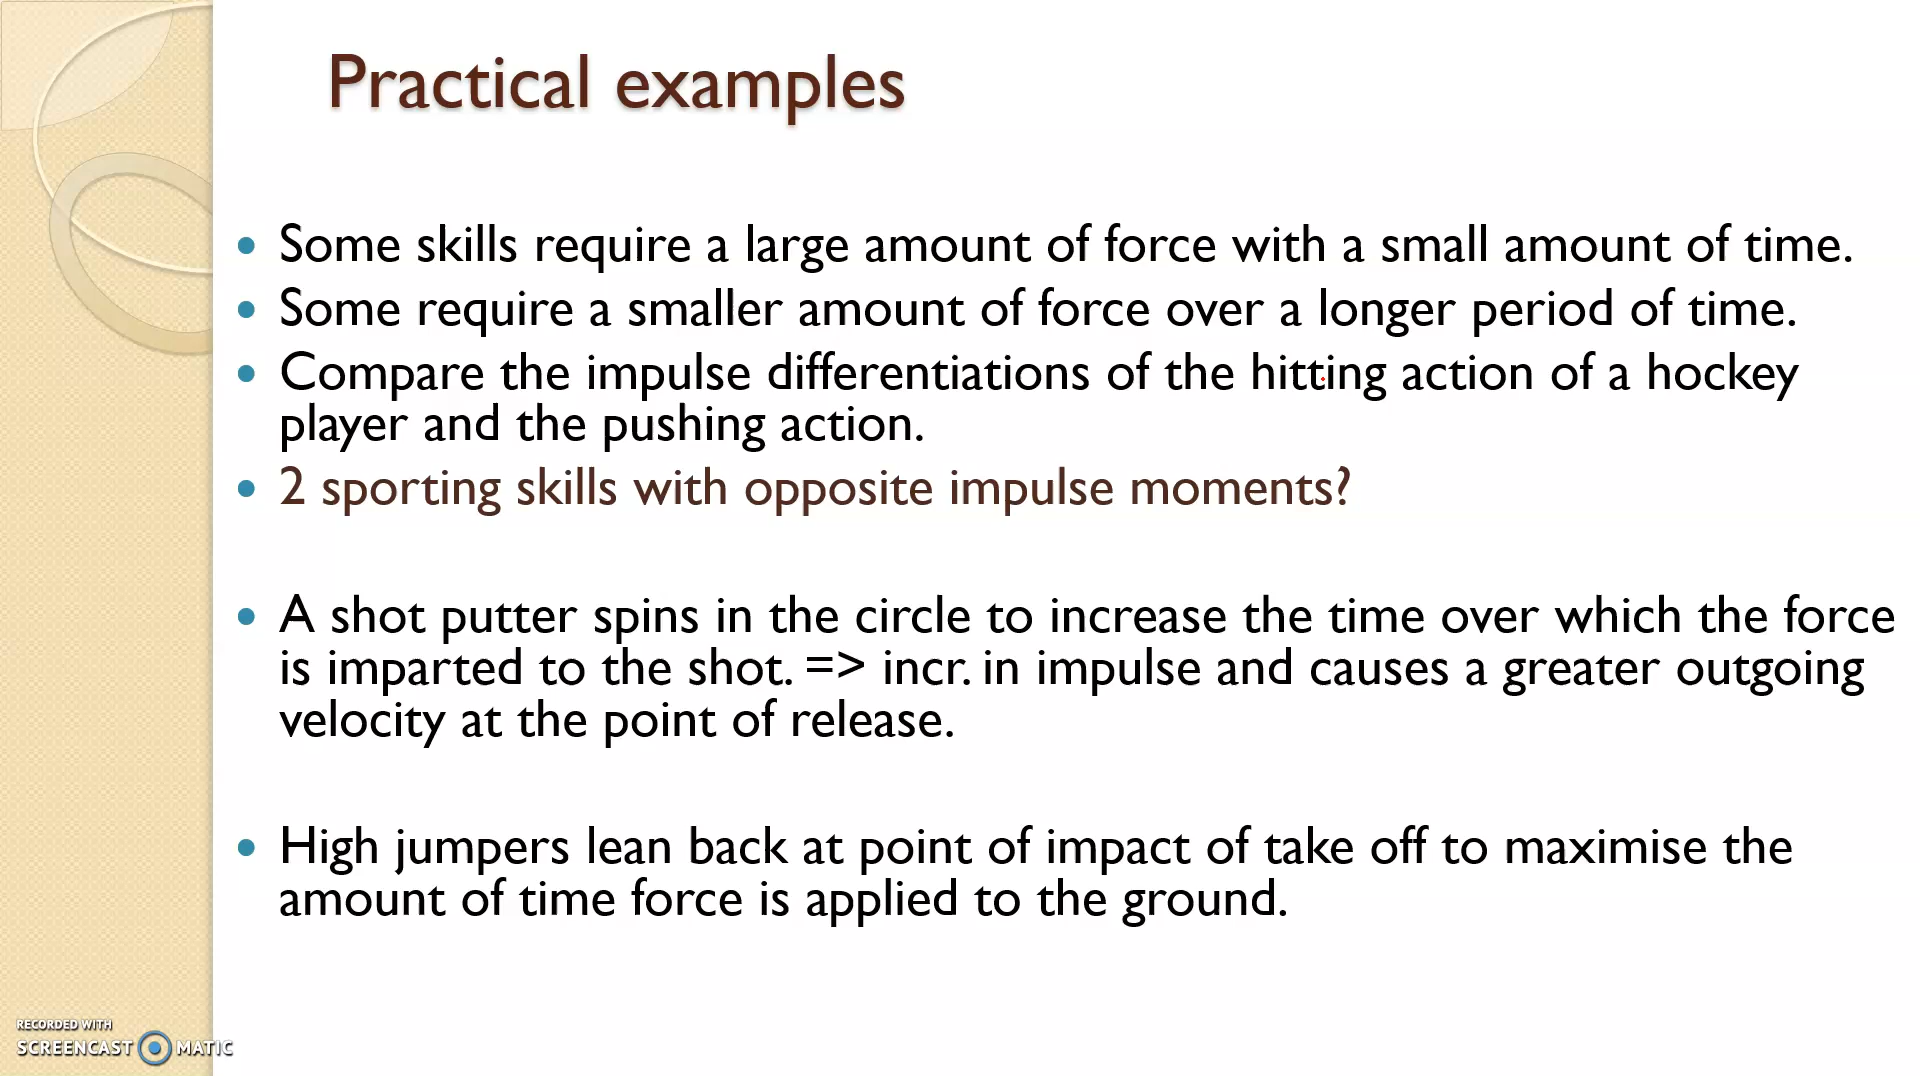 Practical examples
Some skills require a large amount of force with a small amount of time.
Some require a smaller amount of force over a longer period of time.
Compare the impulse differentiations of the hitting action of a hockey
player and the pushing action.
2 sporting skills with opposite impulse moments?
A shot putter spins in the circle to increase the time over which the force
is imparted to the shot. => incr. in impulse and causes a greater outgoing
velocity at the point of release.
High jumpers lean back at point of impact of take off to maximise the
amount of time force is applied to the ground.
RECORDED WITH
SCREENCAST MATIC